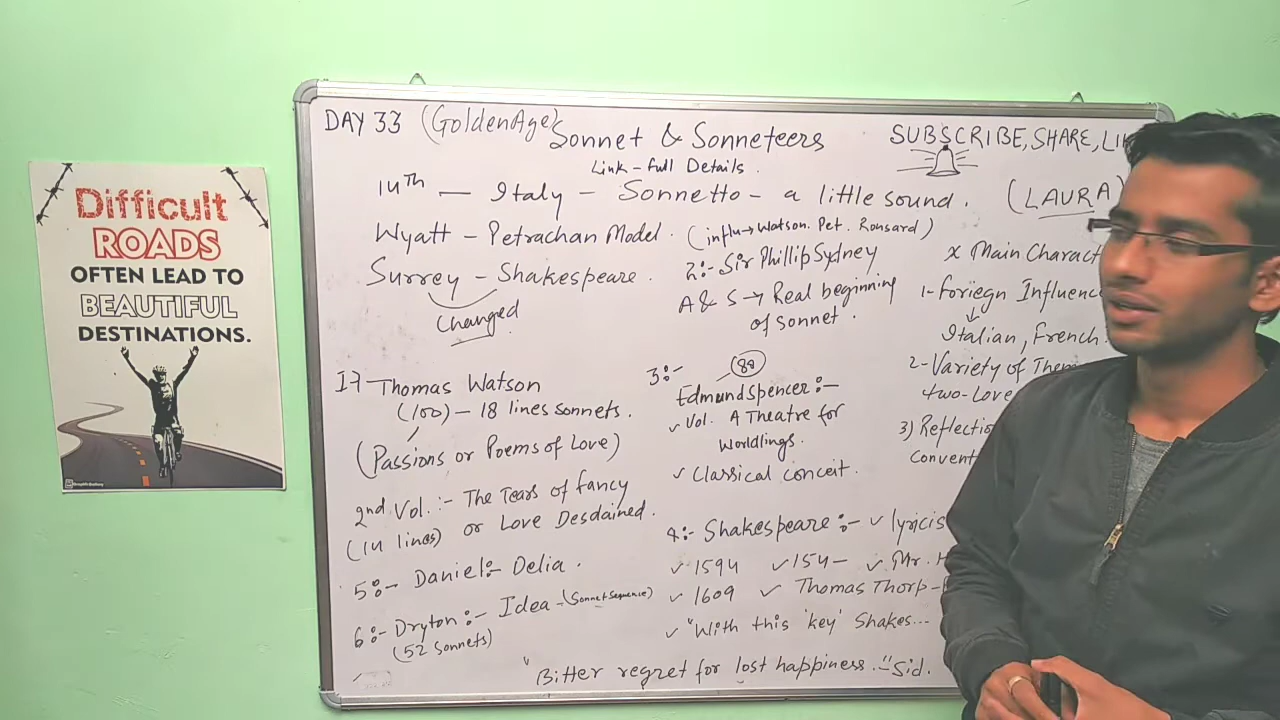 Difficult
ROADS
OFTEN LEAD TO
BEAUTIFUL
DESTINATIONS.
DAY 33 (GoldenAge)
Sonnet & Sonneteers
Link - full Details.
SUBSCRIBE, SHARE, LI
14th — Italy - Sonnetto - a little sound. (LAURA)
Wyatt - Petrachan Model. (influ → Watson. Pet. Ronsard)
Surrey - Shakespeare.
Changed
1 - Thomas Watson
(100) - 18 lines sonnets.
(Passions or Poems of Love)
2nd Vol. :- The Tears of fancy
(14 lines) or Love Desdained.
5:- Daniel:- Delia.
6:- Dryton:- Idea - (Sonnet Sequence)
(52 Sonnets)
2:- Sir Phillip Sydney
A & S → Real beginning
of sonnet.
3:-
(88)
Edmund Spencer:-
✓ Vol. A Theatre for
Worldlings.
✓ Classical conceit.
4:- Shakespeare:- ✓ lyricis
✓ 1594 ✓ 154 - ✓ Mr. H
✓ 1609 ✓ Thomas Thorp -
✓ "With this 'key' Shakes...
"Bitter regret for lost happiness." = Sid.
x Main Charact
1 - foriegn Influence
↓
Italian, French.
2 - Variety of Them
two - Love
3) Reflectio
Convent